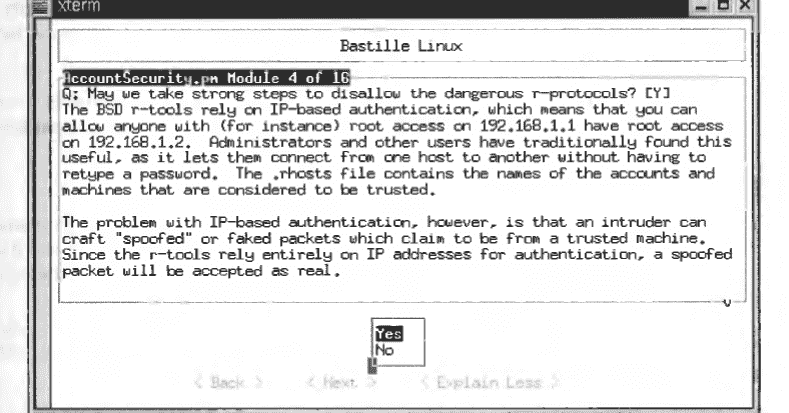 xterm
Bastille Linux
AccountSecurity.pm Module 4 of 16
Q: May we take strong steps to disallow the dangerous r-protocols? [Y]
The BSD r-tools rely on IP-based authentication, which means that you can
allow anyone with (for instance) root access on 192.168.1.1 have root access
on 192.168.1.2.  Administrators and other users have traditionally found this
useful, as it lets them connect from one host to another without having to
retype a password.  The .rhosts file contains the names of the accounts and
machines that are considered to be trusted.
The problem with IP-based authentication, however, is that an intruder can
craft "spoofed" or faked packets which claim to be from a trusted machine.
Since the r-tools rely entirely on IP addresses for authentication, a spoofed
packet will be accepted as real.
v
Yes
No
< Back >  < Next >  < Explain Less >